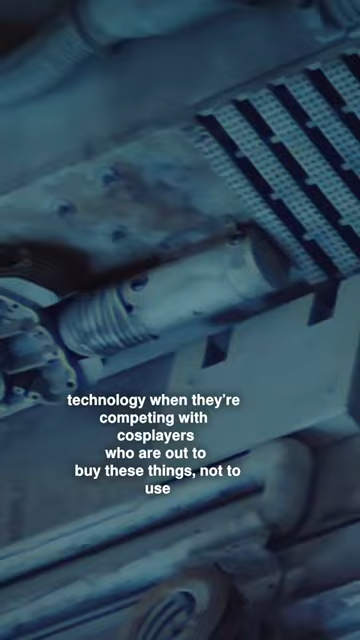 technology when they're
competing with
cosplayers
who are out to
buy these things, not to
use